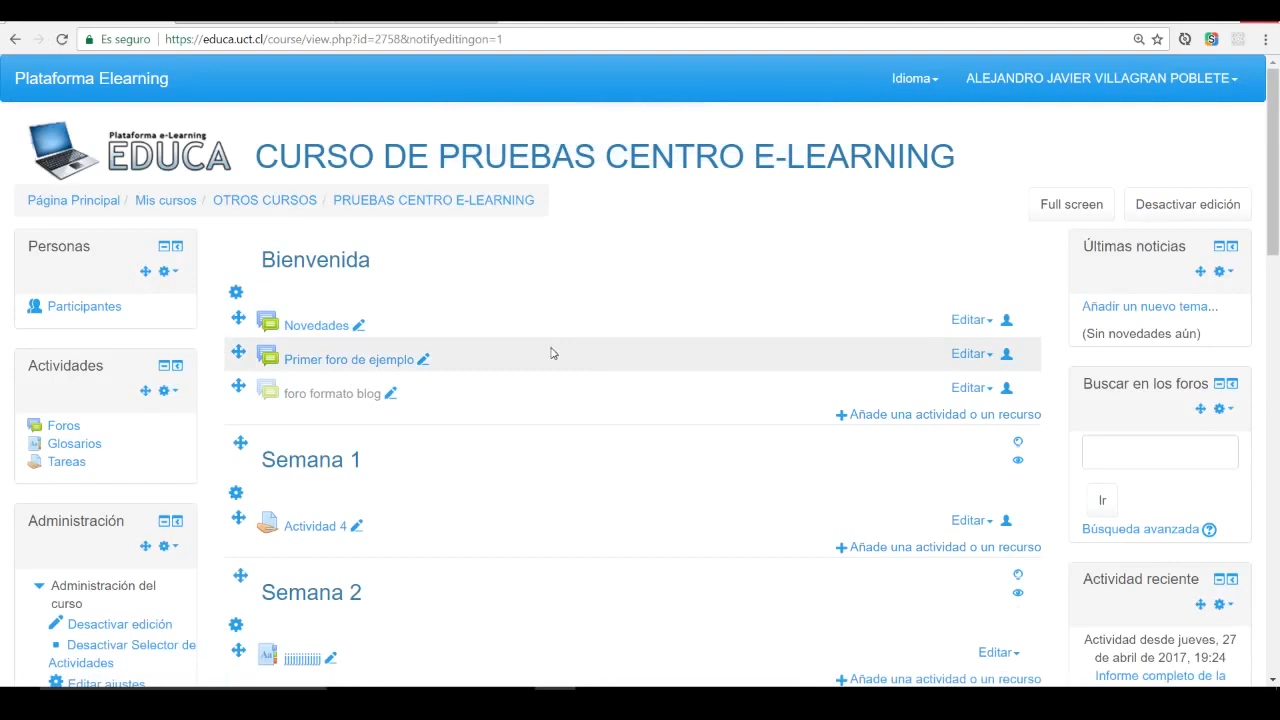 Es seguro
https://educa.uct.cl/course/view.php?id=2758&notifyeditingon=1
Plataforma Elearning
Idioma
ALEJANDRO JAVIER VILLAGRAN POBLETE
Plataforma e-Learning
EDUCA
CURSO DE PRUEBAS CENTRO E-LEARNING
Página Principal / Mis cursos / OTROS CURSOS / PRUEBAS CENTRO E-LEARNING
Full screen
Desactivar edición
Personas
Participantes
Actividades
Foros
Glosarios
Tareas
Administración
Administración del
curso
Desactivar edición
Desactivar Selector de
Actividades
Editar ajustes
Bienvenida
Novedades
Editar
Primer foro de ejemplo
Editar
foro formato blog
Editar
Añade una actividad o un recurso
Semana 1
Actividad 4
Editar
Añade una actividad o un recurso
Semana 2
Aa
jjjjjjjjjjjj
Editar
Añade una actividad o un recurso
Últimas noticias
Añadir un nuevo tema...
(Sin novedades aún)
Buscar en los foros
Ir
Búsqueda avanzada
Actividad reciente
Actividad desde jueves, 27
de abril de 2017, 19:24
Informe completo de la